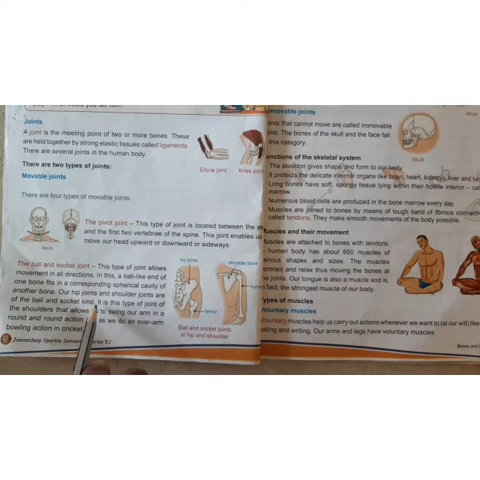 Joints
A joint is the meeting point of two or more bones. These
are held together by strong elastic tissues called ligaments.
There are several joints in the human body.
Elbow joint
Knee joint
There are two types of joints:
Movable joints
There are four types of movable joints.
The pivot joint – This type of joint is located between the
and the first two vertebrae of the spine. This joint enables us
move our head upward or downward or sideways.
Neck
The ball and socket joint – This type of joint allows
movement in all directions. In this, a ball-like end of
one bone fits in a corresponding spherical cavity of
another bone. Our hip joints and shoulder joints are
of the ball and socket kind. It is this type of joint of
the shoulders that allows to swing our arm in a
round and round action as we do an over-arm
bowling action in cricket.
hip bone
shoulder bone
femur
Ball and socket joints
at hip and shoulder
Jeevandeep Sparkle
immovable joints
that cannot move are called immovable
The bones of the skull and the face fall
this category.
Skull
functions of the skeletal system
The skeleton gives shape and form to our body.
It protects the delicate internal organs like brain, heart, kidneys, liver and
Long bones have soft, spongy tissue lying within their hollow interior –
marrow.
Numerous blood cells are produced in the bone marrow every day.
Muscles are joined to bones by means of tough band of fibrous
called tendons. They make smooth movements of the body possible.
Muscles and their movement
Muscles are attached to bones with tendons.
human body has about 650 muscles of
various shapes and sizes. The muscles
contract and relax thus moving the bones at
the joints. Our tongue is also a muscle and is,
in fact, the strongest muscle of our body.
Types of muscles
Voluntary muscles
Voluntary muscles help us carry out actions whenever we want to (at our will) like
and writing. Our arms and legs have voluntary muscles.